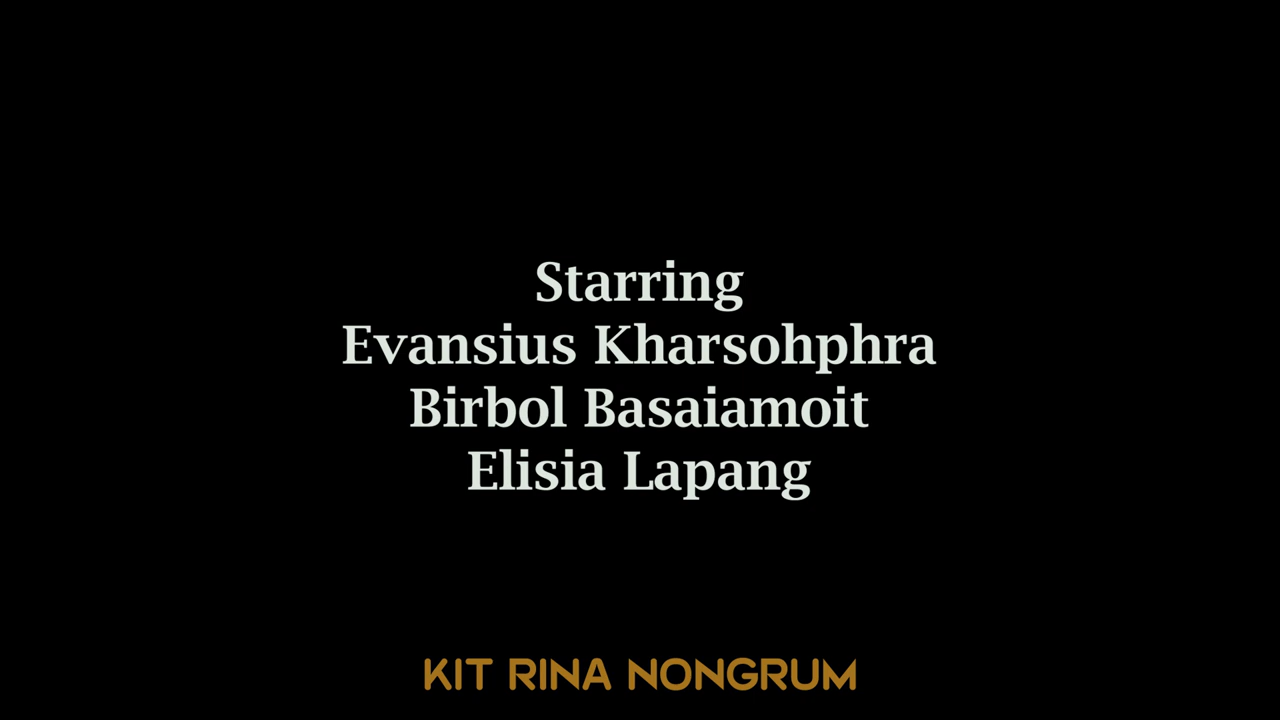 Starring
Evansius Kharsohphra
Birbol Basaiamoit
Elisia Lapang
KIT RINA NONGRUM